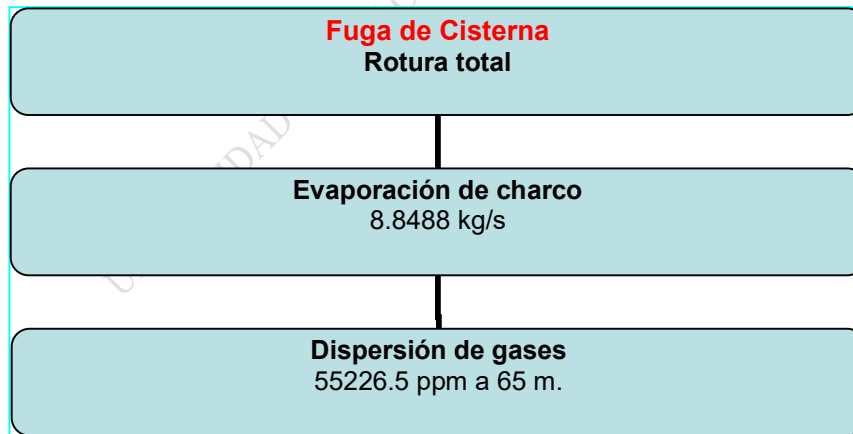 Fuga de Cisterna
Rotura total
Evaporación de charco
8.8488 kg/s
Dispersión de gases
55226.5 ppm a 65 m.